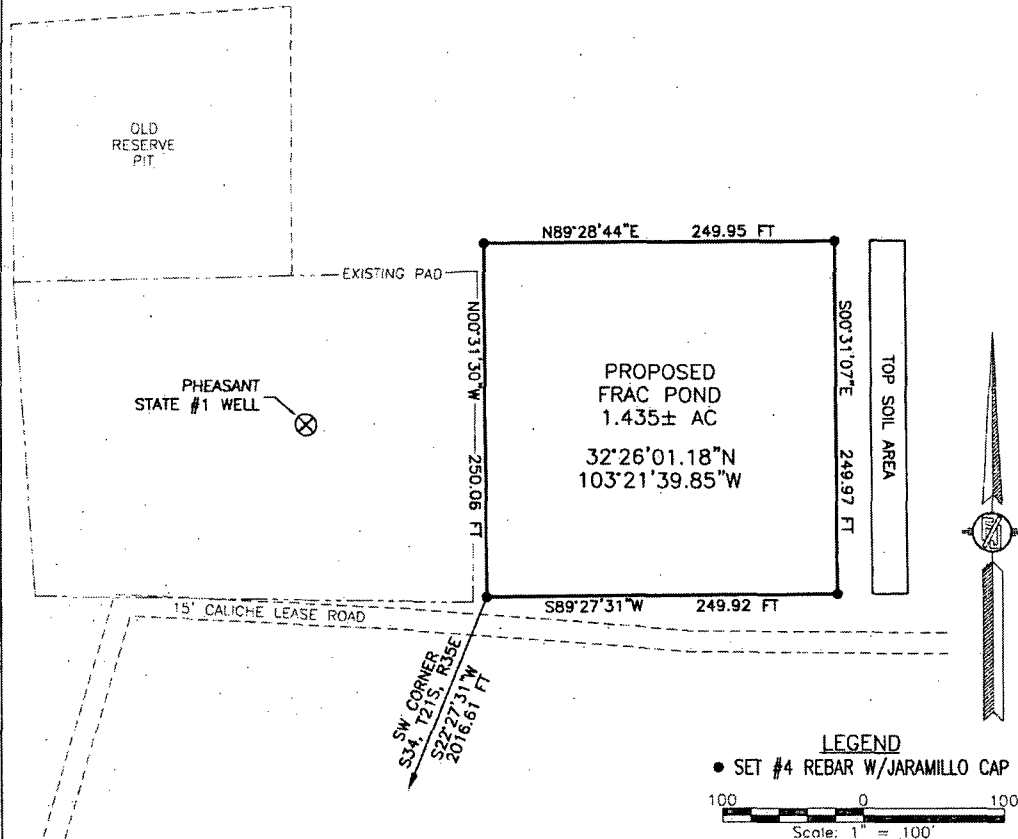 OLD
RESERVE
PIT
EXISTING PAD
N89°28'44"E 249.95 FT
N00°31'30"W 250.06 FT
S00°31'07"E 249.97 FT
TOP SOIL AREA
PHEASANT
STATE #1 WELL
PROPOSED
FRAC POND
1.435± AC
32°26'01.18"N
103°21'39.85"W
S89°27'31"W 249.92 FT
15' CALICHE LEASE ROAD
SW CORNER
S34, T21S, R35E
S22°27'31"W
2016.61 FT
LEGEND
● SET #4 REBAR W/JARAMILLO CAP
100 0 100
Scale: 1" = 100'